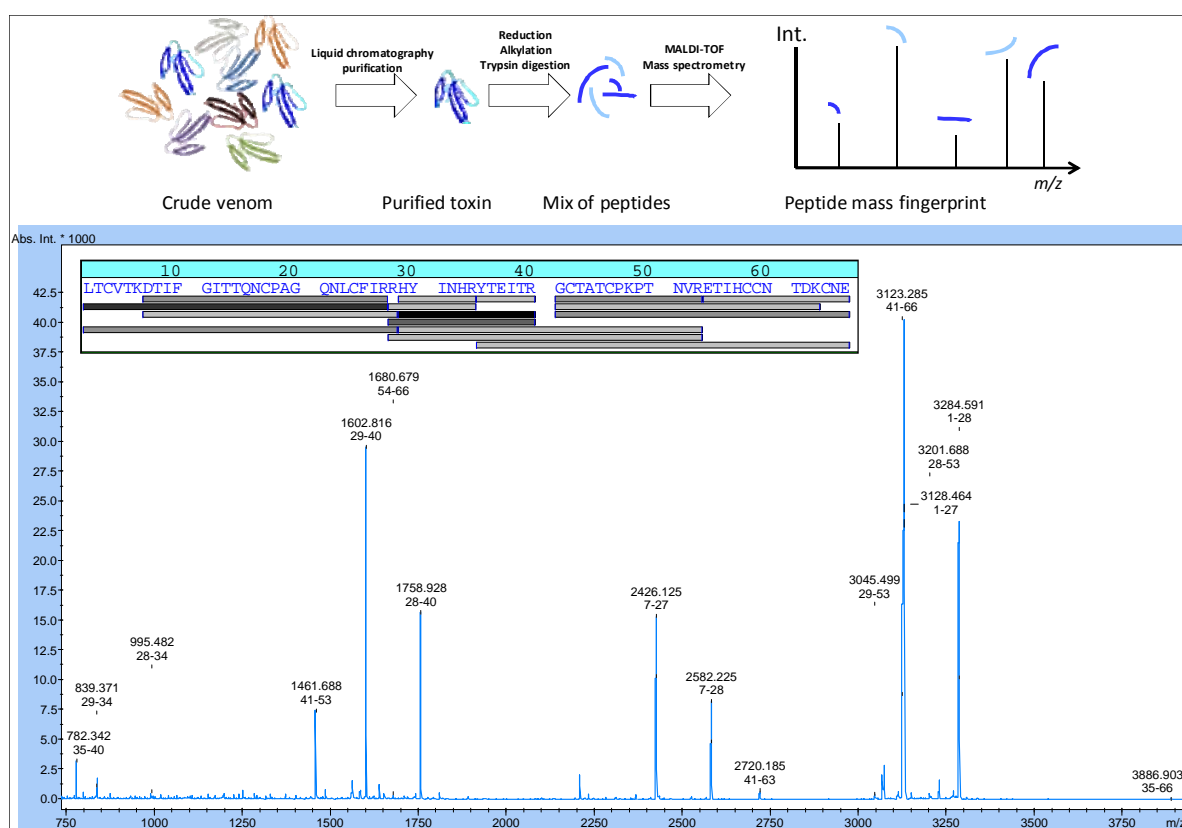 Liquid chromatography
purification
Reduction
Alkylation
Trypsin digestion
MALDI-TOF
Mass spectrometry
Int.
m/z
Crude venom
Purified toxin
Mix of peptides
Peptide mass fingerprint
Abs. Int. * 1000
10 20 30 40 50 60
LTCVTKDTIF GITTQNCPAG QNLCFIRRHY INHRYTEITR GCTATCPKPT NVRETIHCCN TDKCNE
42.5
40.0
37.5
35.0
32.5
30.0
27.5
25.0
22.5
20.0
17.5
15.0
12.5
10.0
7.5
5.0
2.5
0.0
782.342
35-40
839.371
29-34
995.482
28-34
1461.688
41-53
1602.816
29-40
1680.679
54-66
1758.928
28-40
2426.125
7-27
2582.225
7-28
2720.185
41-63
3045.499
29-53
3123.285
41-66
3128.464
1-27
3201.688
28-53
3284.591
1-28
3886.903
35-66
750 1000 1250 1500 1750 2000 2250 2500 2750 3000 3250 3500 3750 m/z